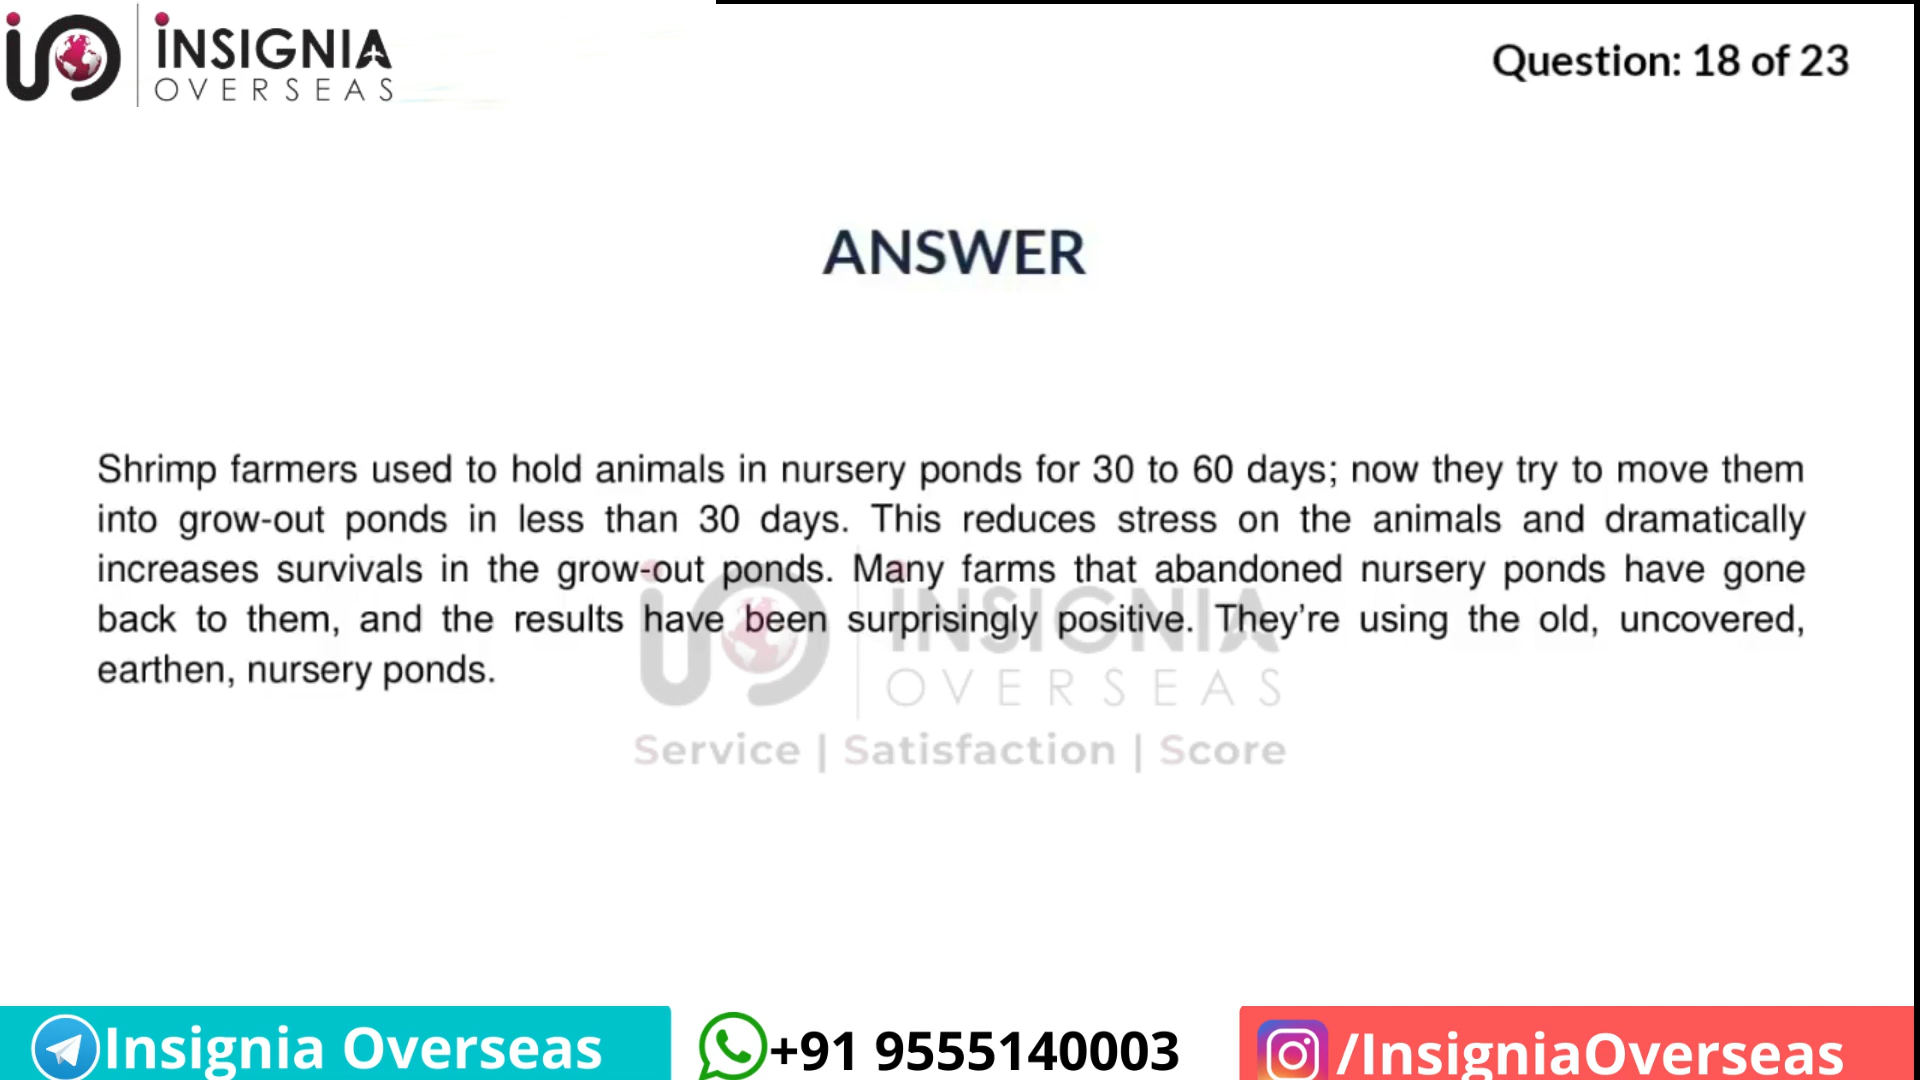 INSIGNIA
OVERSEAS
Question: 18 of 23
ANSWER
Shrimp farmers used to hold animals in nursery ponds for 30 to 60 days; now they try to move them
into grow-out ponds in less than 30 days. This reduces stress on the animals and dramatically
increases survivals in the grow-out ponds. Many farms that abandoned nursery ponds have gone
back to them, and the results have been surprisingly positive. They’re using the old, uncovered,
earthen, nursery ponds.
INSIGNIA
OVERSEAS
Service | Satisfaction | Score
Insignia Overseas
+91 9555140003
/InsigniaOverseas